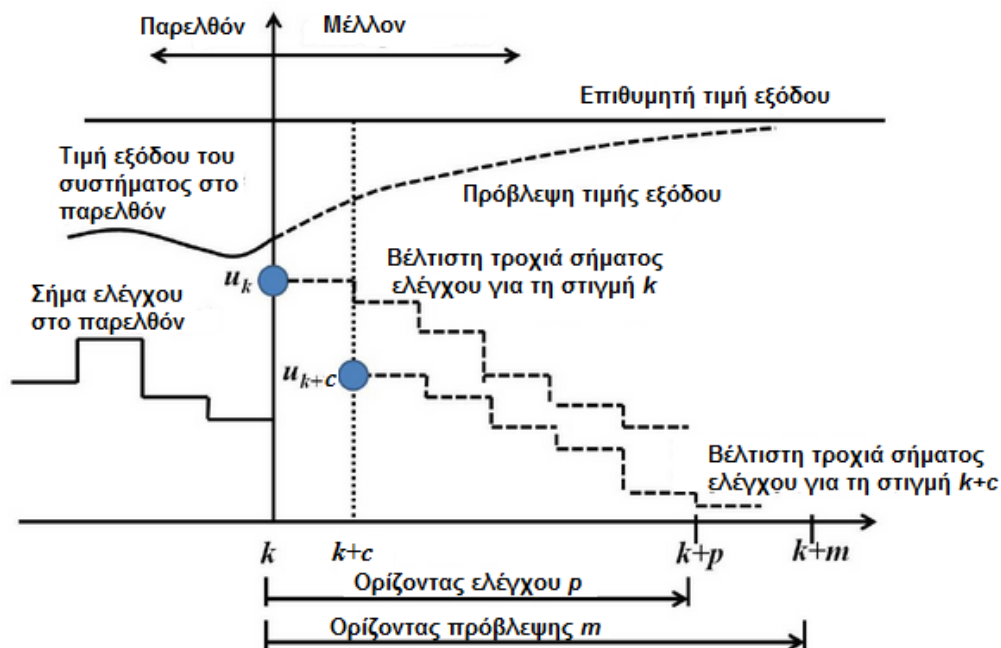 Παρελθόν
Μέλλον
Επιθυμητή τιμή εξόδου
Τιμή εξόδου του
συστήματος στο
παρελθόν
Πρόβλεψη τιμής εξόδου
u_k
Βέλτιστη τροχιά σήματος
ελέγχου για τη στιγμή k
Σήμα ελέγχου
στο παρελθόν
u_{k+c}
Βέλτιστη τροχιά σήματος
ελέγχου για τη στιγμή k+c
k
k+c
k+p
k+m
Ορίζοντας ελέγχου p
Ορίζοντας πρόβλεψης m